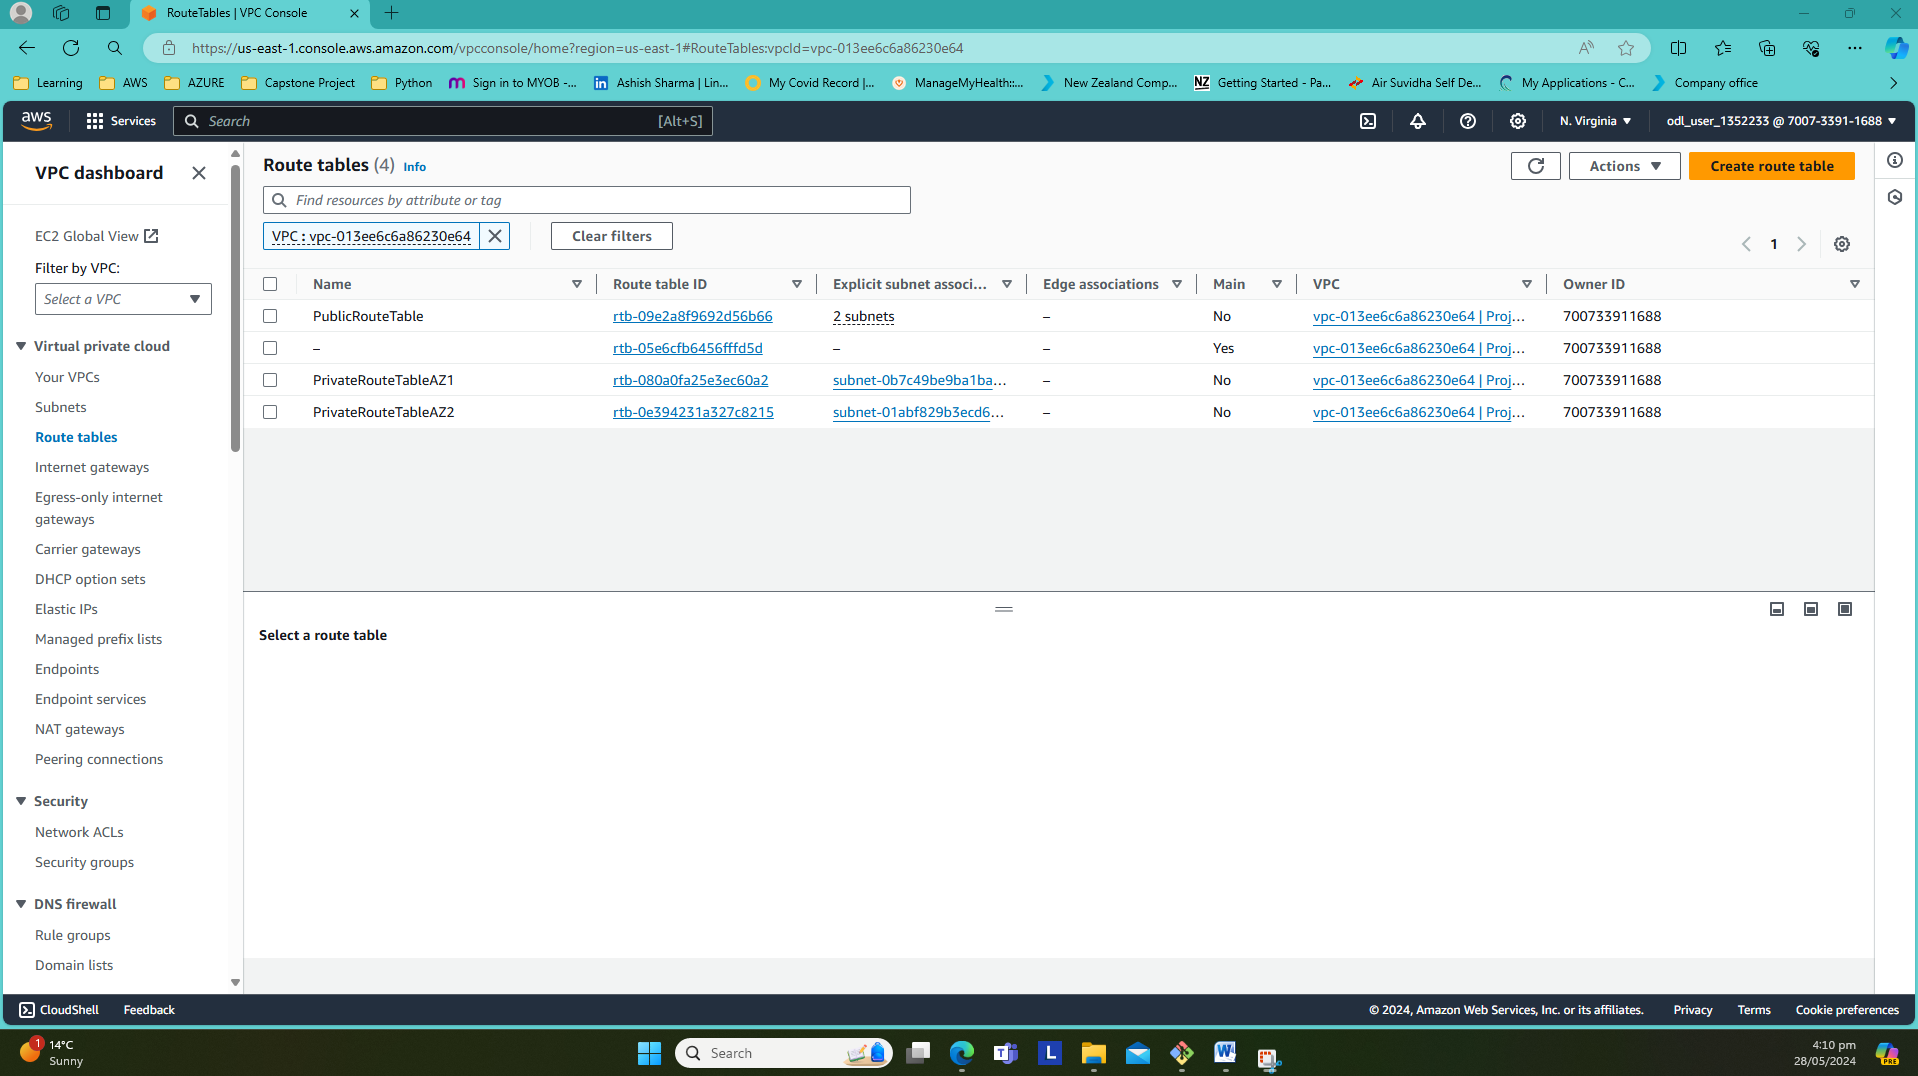 RouteTables | VPC Console
https://us-east-1.console.aws.amazon.com/vpcconsole/home?region=us-east-1#RouteTables:vpcId=vpc-013ee6c6a86230e64
Learning AWS AZURE Capstone Project Python Sign in to MYOB -... Ashish Sharma | Lin... My Covid Record |... ManageMyHealth::... New Zealand Comp... Getting Started - Pa... Air Suvidha Self De... My Applications - C... Company office
aws Services Search [Alt+S] N. Virginia odl_user_1352233 @ 7007-3391-1688
VPC dashboard
EC2 Global View
Filter by VPC:
Select a VPC
Virtual private cloud
Your VPCs
Subnets
Route tables
Internet gateways
Egress-only internet
gateways
Carrier gateways
DHCP option sets
Elastic IPs
Managed prefix lists
Endpoints
Endpoint services
NAT gateways
Peering connections
Security
Network ACLs
Security groups
DNS firewall
Rule groups
Domain lists
Route tables (4) Info
Actions Create route table
Find resources by attribute or tag
VPC : vpc-013ee6c6a86230e64 Clear filters
1
Name Route table ID Explicit subnet associ... Edge associations Main VPC Owner ID
PublicRouteTable rtb-09e2a8f9692d56b66 2 subnets – No vpc-013ee6c6a86230e64 | Proj... 700733911688
– rtb-05e6cfb6456fffd5d – – Yes vpc-013ee6c6a86230e64 | Proj... 700733911688
PrivateRouteTableAZ1 rtb-080a0fa25e3ec60a2 subnet-0b7c49be9ba1ba... – No vpc-013ee6c6a86230e64 | Proj... 700733911688
PrivateRouteTableAZ2 rtb-0e394231a327c8215 subnet-01abf829b3ecd6... – No vpc-013ee6c6a86230e64 | Proj... 700733911688
Select a route table
CloudShell Feedback © 2024, Amazon Web Services, Inc. or its affiliates. Privacy Terms Cookie preferences
1
14°C
Sunny
Search
4:10 pm
28/05/2024
PRE